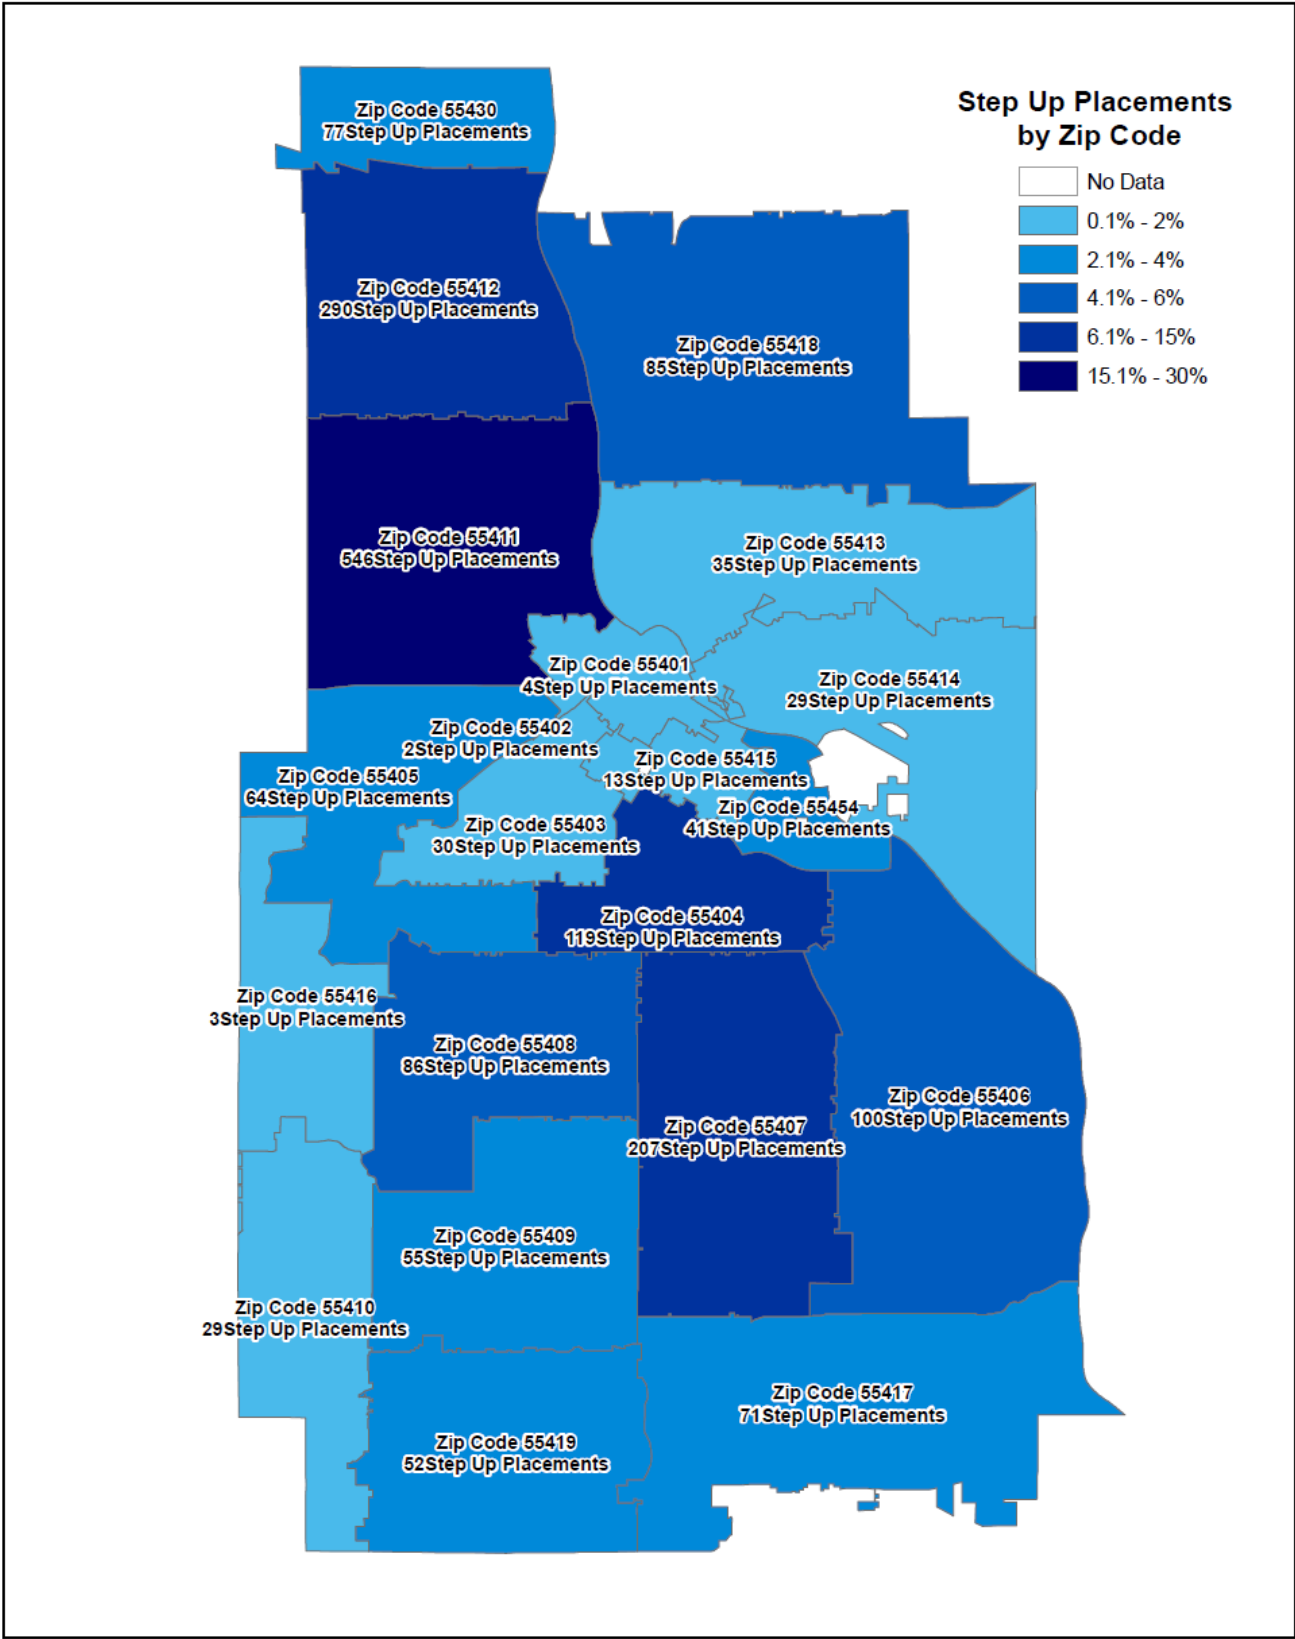 Step Up Placements
by Zip Code
No Data
0.1% - 2%
2.1% - 4%
4.1% - 6%
6.1% - 15%
15.1% - 30%
Zip Code 55430
77Step Up Placements
Zip Code 55412
290Step Up Placements
Zip Code 55418
85Step Up Placements
Zip Code 55411
546Step Up Placements
Zip Code 55413
35Step Up Placements
Zip Code 55401
4Step Up Placements
Zip Code 55414
29Step Up Placements
Zip Code 55402
2Step Up Placements
Zip Code 55415
13Step Up Placements
Zip Code 55405
64Step Up Placements
Zip Code 55454
41Step Up Placements
Zip Code 55403
30Step Up Placements
Zip Code 55404
119Step Up Placements
Zip Code 55416
3Step Up Placements
Zip Code 55408
86Step Up Placements
Zip Code 55406
100Step Up Placements
Zip Code 55407
207Step Up Placements
Zip Code 55409
55Step Up Placements
Zip Code 55410
29Step Up Placements
Zip Code 55417
71Step Up Placements
Zip Code 55419
52Step Up Placements